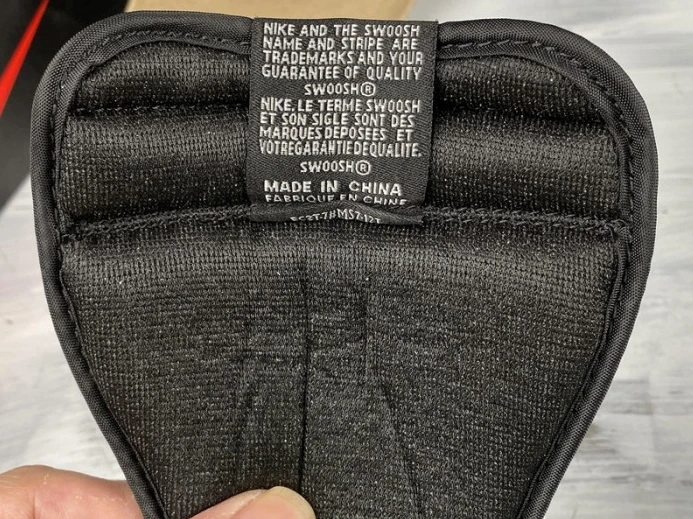 NIKE AND THE SWOOSH
NAME AND STRIPE ARE
TRADEMARKS AND YOUR
GUARANTEE OF QUALITY
SWOOSH®
NIKE, LE TERME SWOOSH
ET SON SIGLE SONT DES
MARQUES DEPOSEES ET
VOTREGARANTIEDEQUALITE.
SWOOSH®
MADE IN CHINA
FABRIQUE EN CHINE